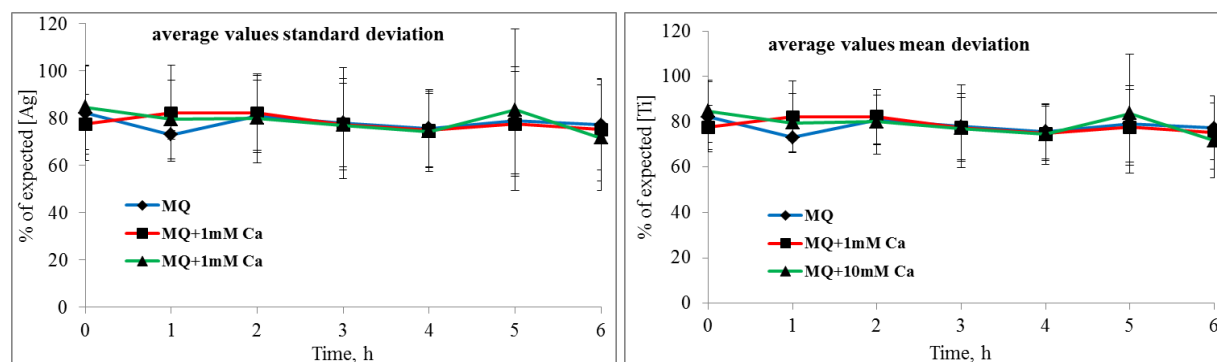 average values standard deviation
% of expected [Ag]
120
100
80
60
40
20
0
MQ
MQ+1mM Ca
MQ+1mM Ca
0 1 2 3 4 5 6
Time, h
average values mean deviation
% of expected [Ti]
120
100
80
60
40
20
0
MQ
MQ+1mM Ca
MQ+10mM Ca
0 1 2 3 4 5 6
Time, h